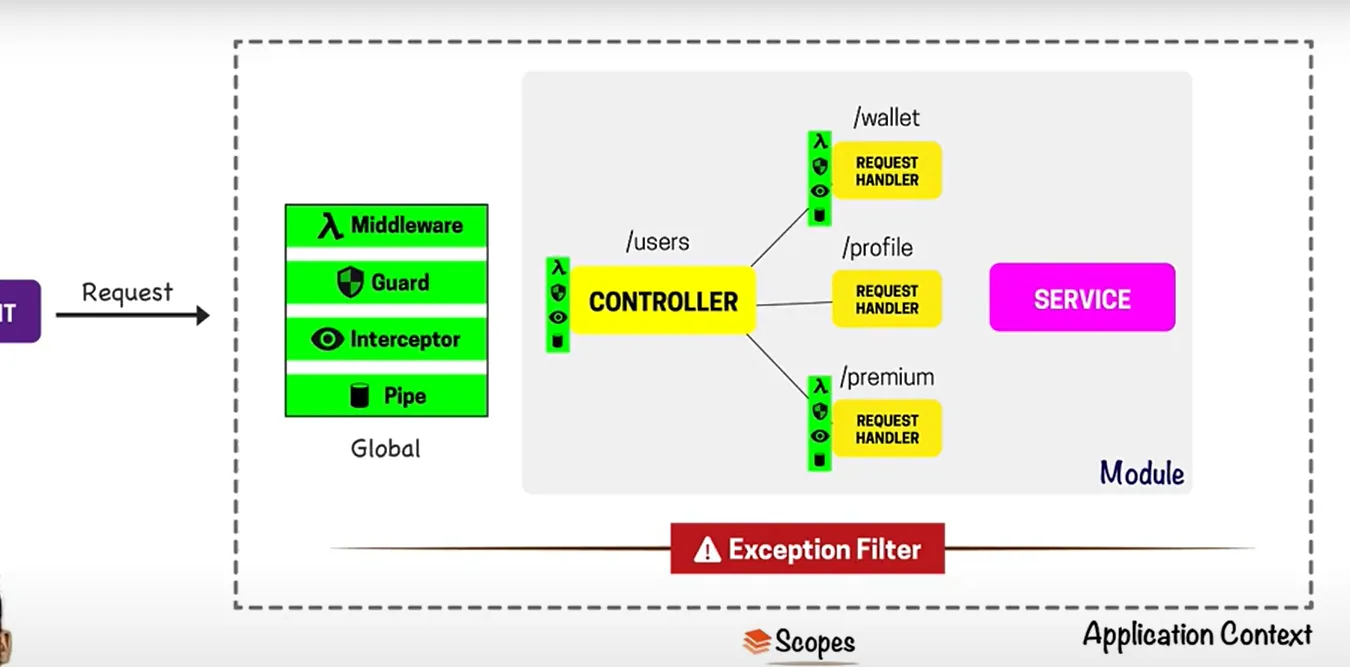 T
Request
Middleware
Guard
Interceptor
Pipe
Global
/users
CONTROLLER
/wallet
REQUEST
HANDLER
/profile
REQUEST
HANDLER
/premium
REQUEST
HANDLER
SERVICE
Module
Exception Filter
Scopes
Application Context